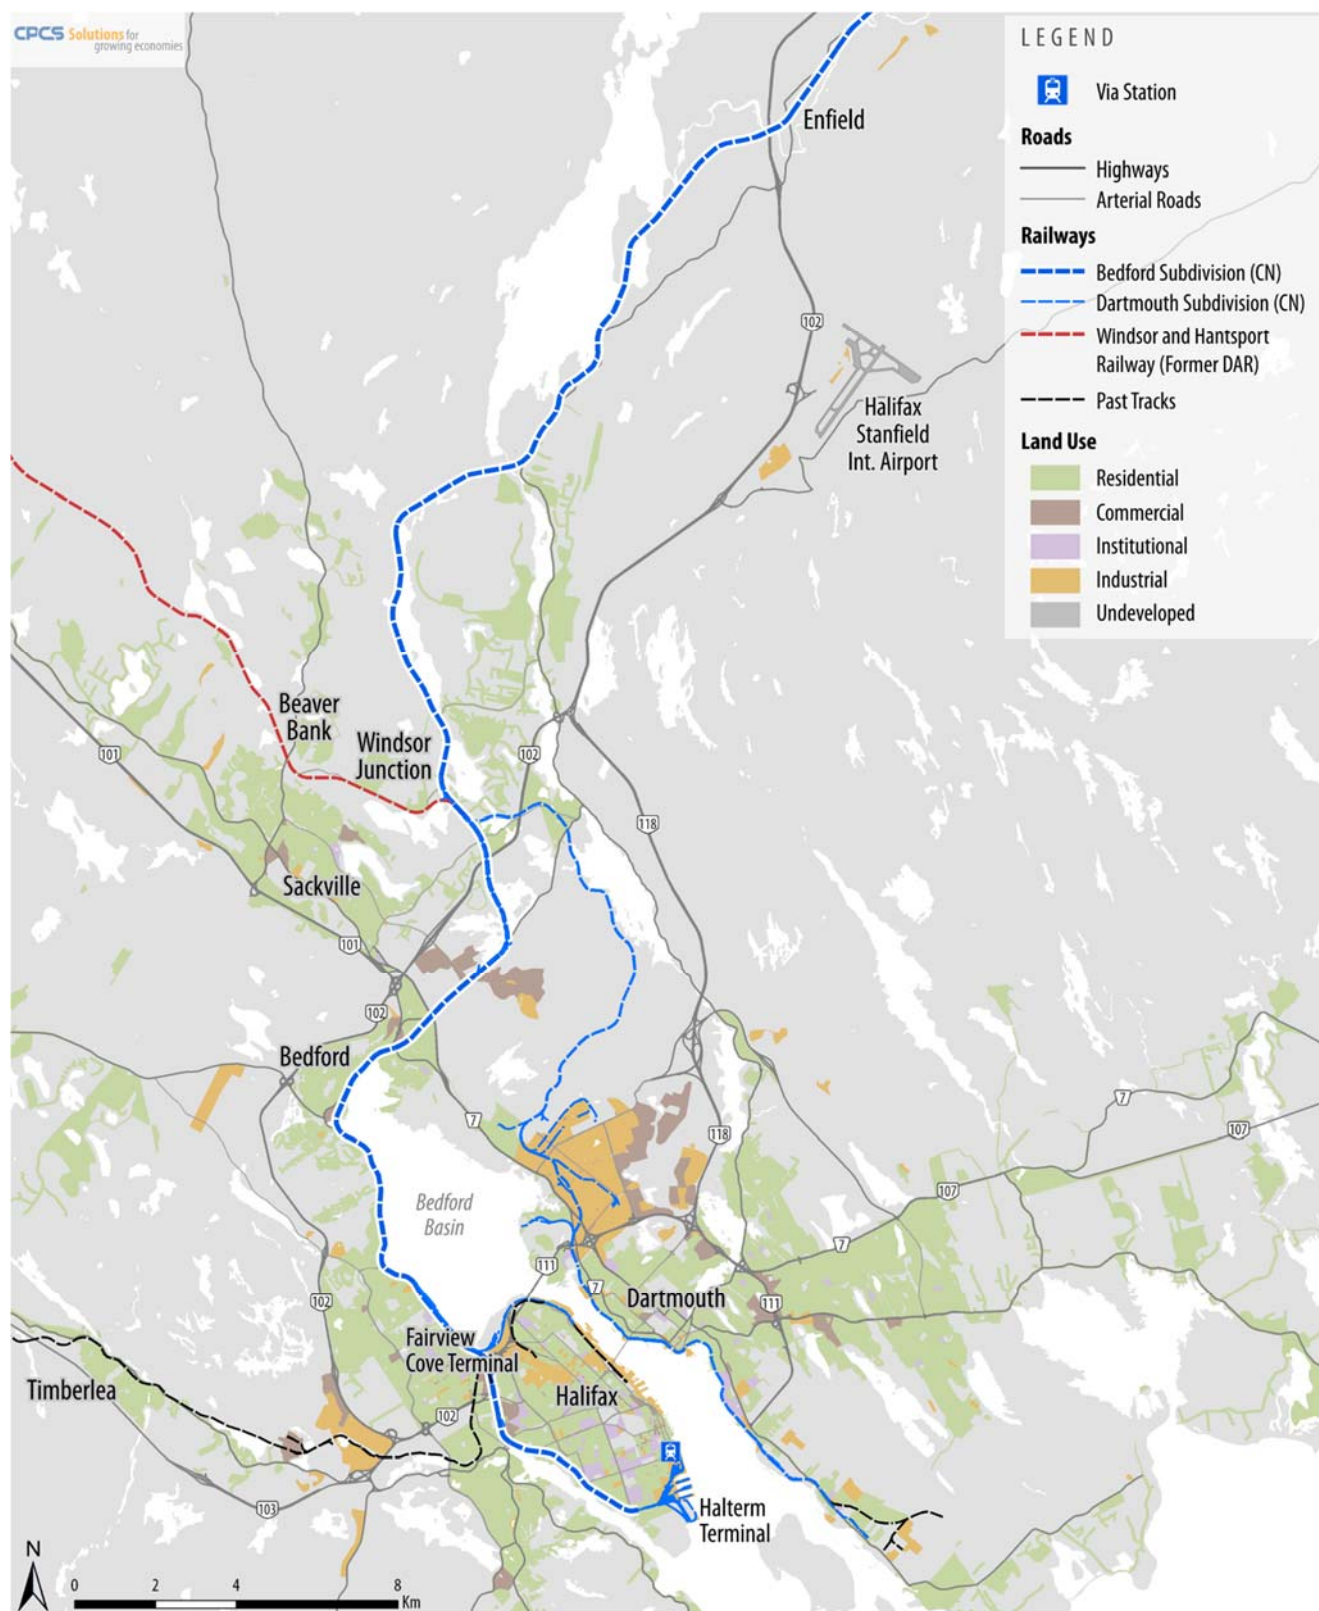 CPCS Solutions for
growing economies
LEGEND
Via Station
Roads
Highways
Arterial Roads
Railways
Bedford Subdivision (CN)
Dartmouth Subdivision (CN)
Windsor and Hantsport
Railway (Former DAR)
Past Tracks
Land Use
Residential
Commercial
Institutional
Industrial
Undeveloped
Enfield
102
Halifax
Stanfield
Int. Airport
Beaver
Bank
Windsor
Junction
101
102
118
Sackville
101
102
Bedford
7
118
7
107
107
Bedford
Basin
7
111
7
102
Dartmouth
111
Fairview
Cove Terminal
Timberlea
Halifax
102
103
Halterm
Terminal
N
0
2
4
8
Km